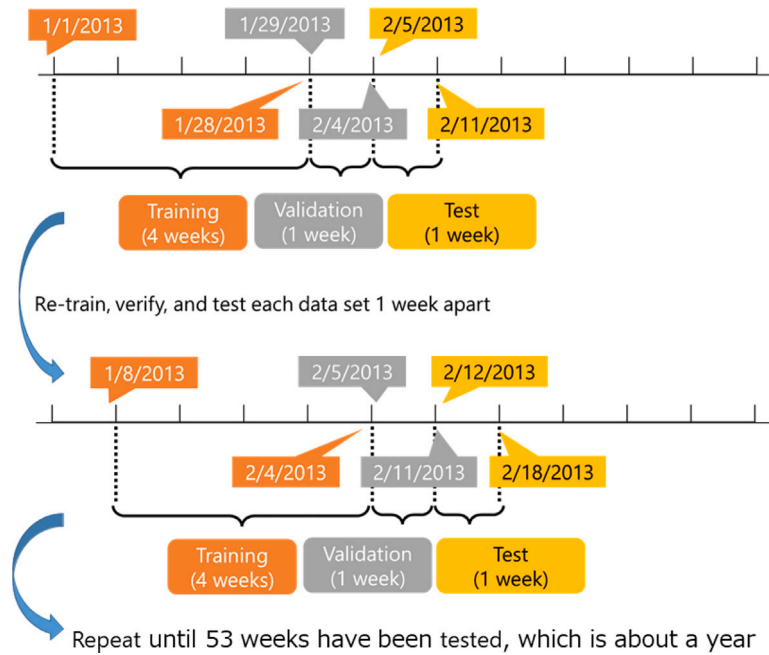 1/1/2013 1/29/2013 2/5/2013
1/28/2013 2/4/2013 2/11/2013
Training
(4 weeks)
Validation
(1 week)
Test
(1 week)
Re-train, verify, and test each data set 1 week apart
1/8/2013 2/5/2013 2/12/2013
2/4/2013 2/11/2013 2/18/2013
Training
(4 weeks)
Validation
(1 week)
Test
(1 week)
Repeat until 53 weeks have been tested, which is about a year